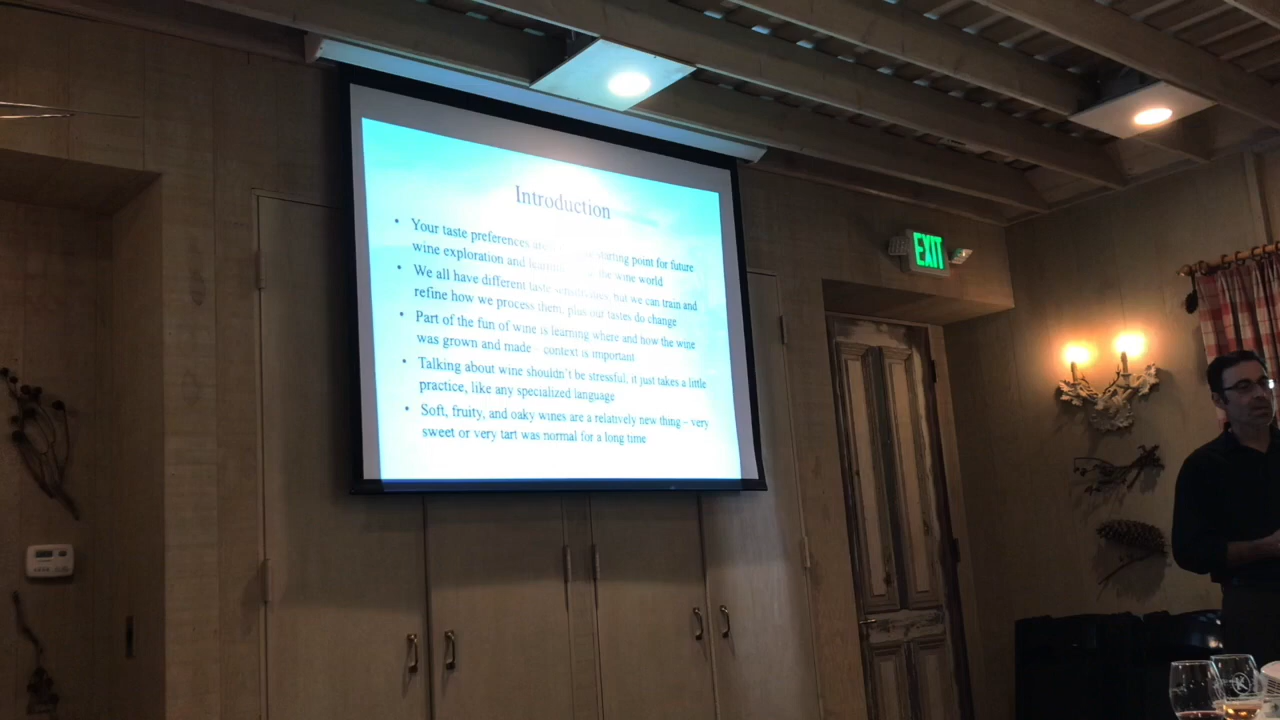 Introduction
• Your taste preferences are starting point for future
wine exploration and the wine world
• We all have different taste sensitivities, but we can train and
refine how we process them, plus our tastes do change
• Part of the fun of wine is learning where and how the wine
was grown and made – context is important
• Talking about wine shouldn't be stressful; it just takes a little
practice, like any specialized language
• Soft, fruity, and oaky wines are a relatively new thing – very
sweet or very tart was normal for a long time
EXIT
K